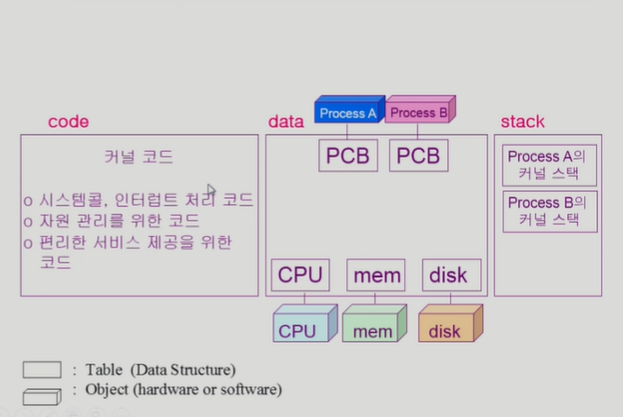 code
커널 코드
o 시스템콜, 인터럽트 처리 코드
o 자원 관리를 위한 코드
o 편리한 서비스 제공을 위한
코드
data
Process A
Process B
PCB
PCB
CPU
mem
disk
CPU
mem
disk
stack
Process A의
커널 스택
Process B의
커널 스택
: Table (Data Structure)
: Object (hardware or software)